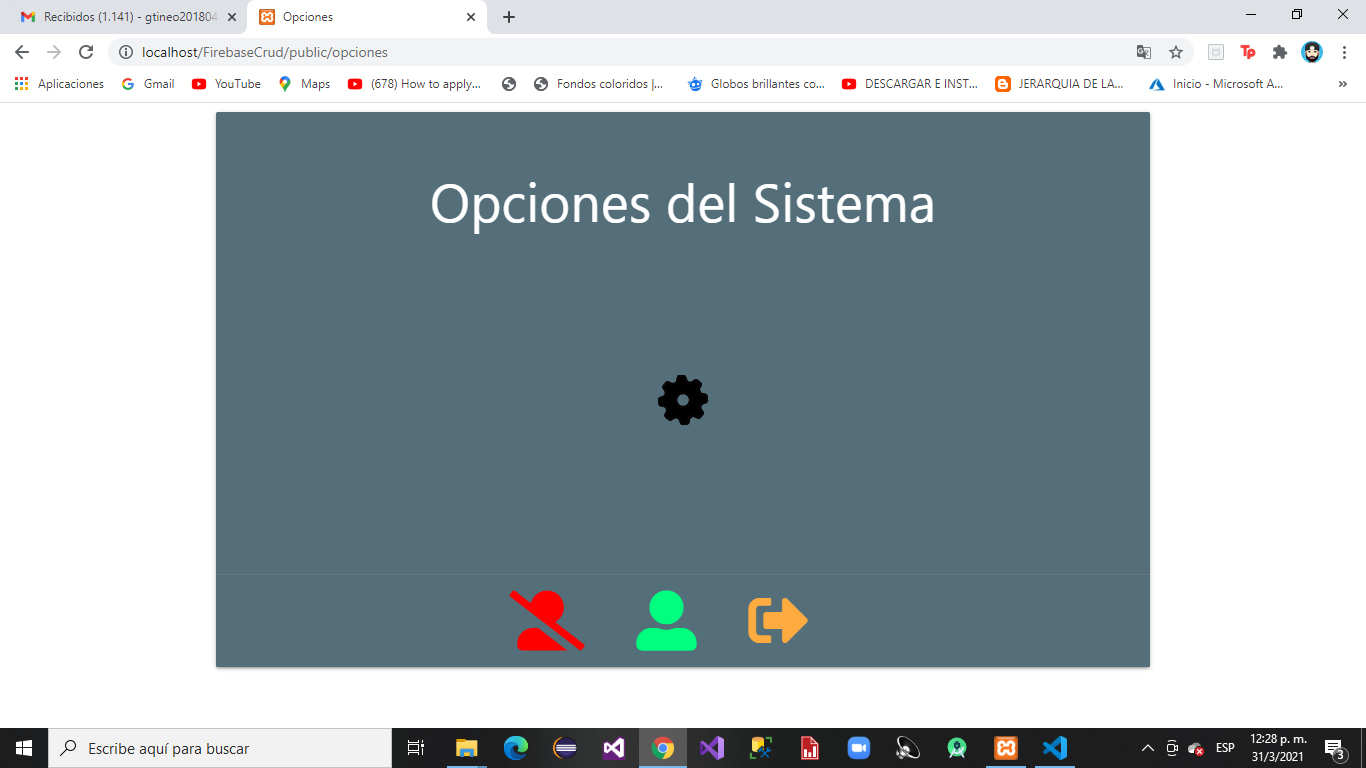 Recibidos (1.141) - gtineo201804
Opciones
localhost/FirebaseCrud/public/opciones
Aplicaciones
Gmail
YouTube
Maps
(678) How to apply...
Fondos coloridos |...
Globos brillantes co...
DESCARGAR E INST...
JERARQUIA DE LA...
Inicio - Microsoft A...
»
Opciones del Sistema
Escribe aquí para buscar
ESP
12:28 p. m.
31/3/2021
3